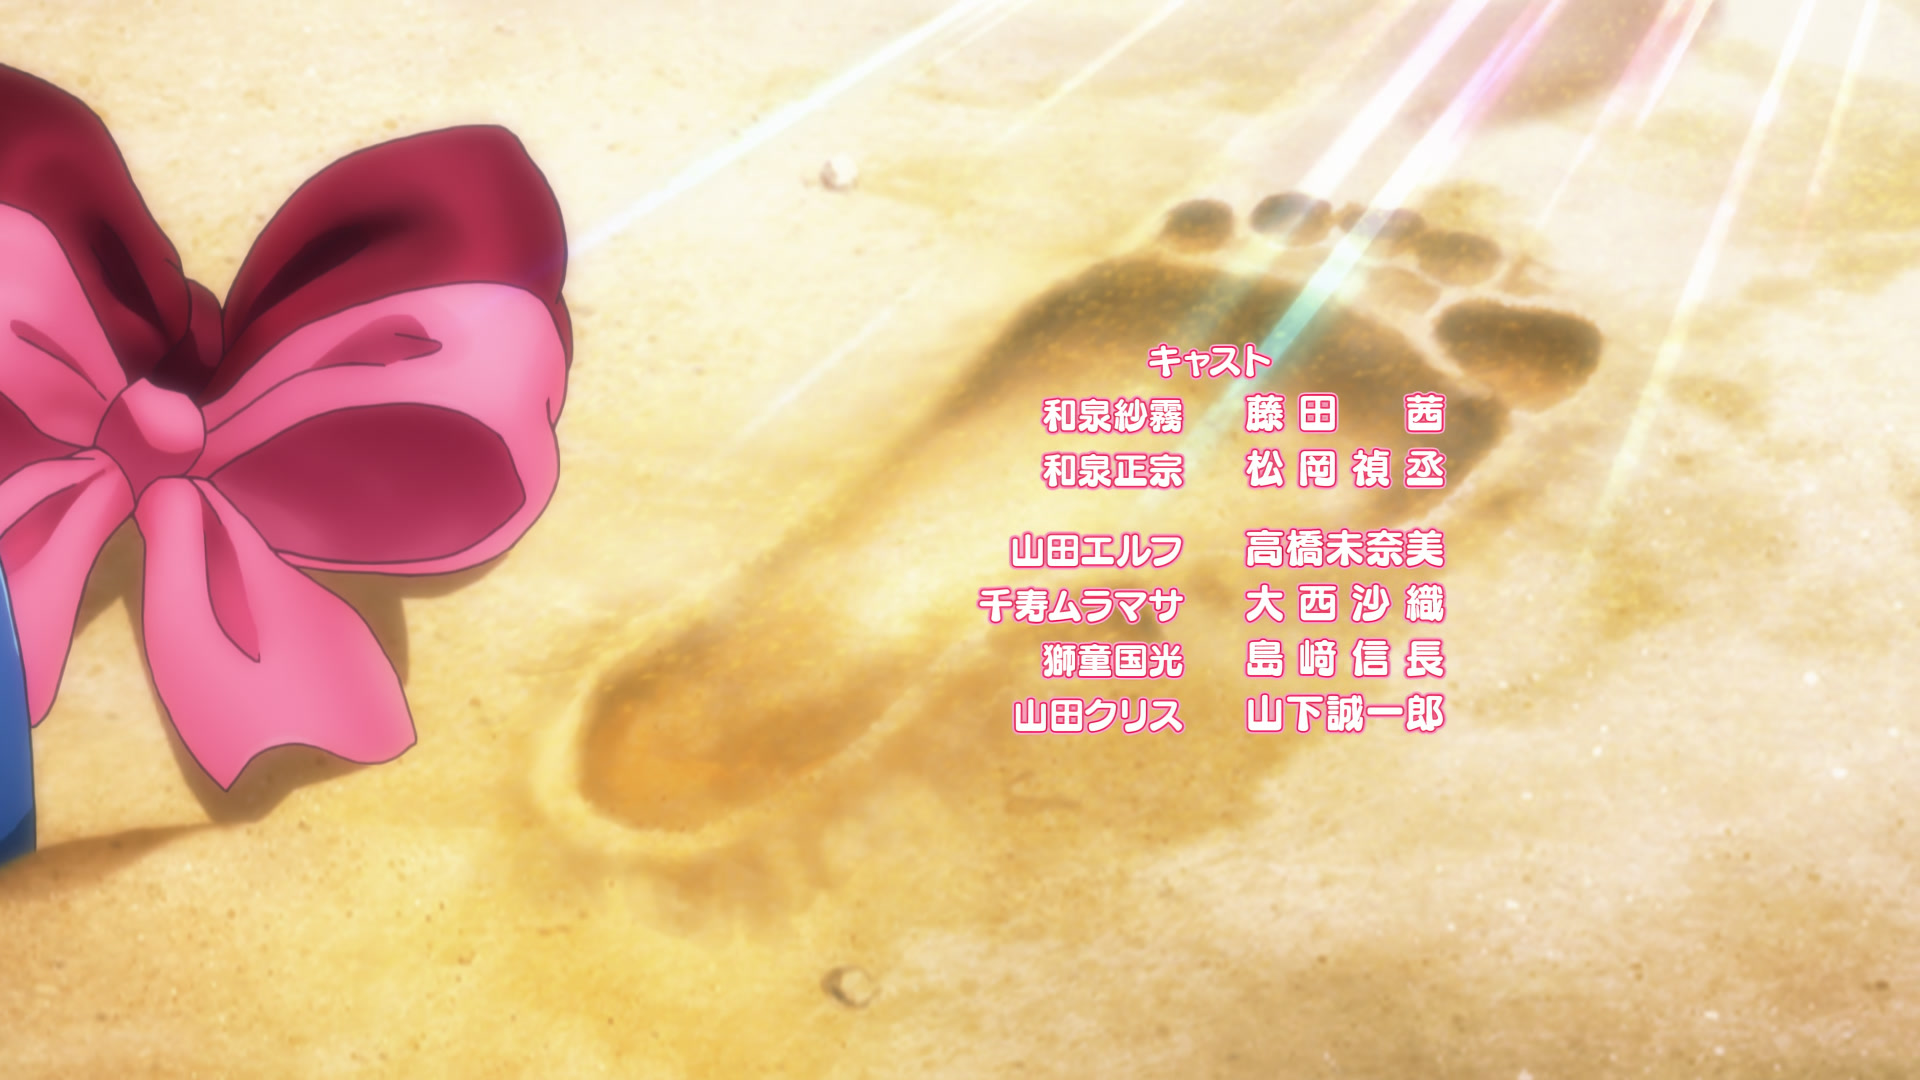 キャスト
和泉紗霧 藤田 茜
和泉正宗 松岡禎丞
山田エルフ 高橋未奈美
千寿ムラマサ 大西沙織
獅童国光 島﨑信長
山田クリス 山下誠一郎